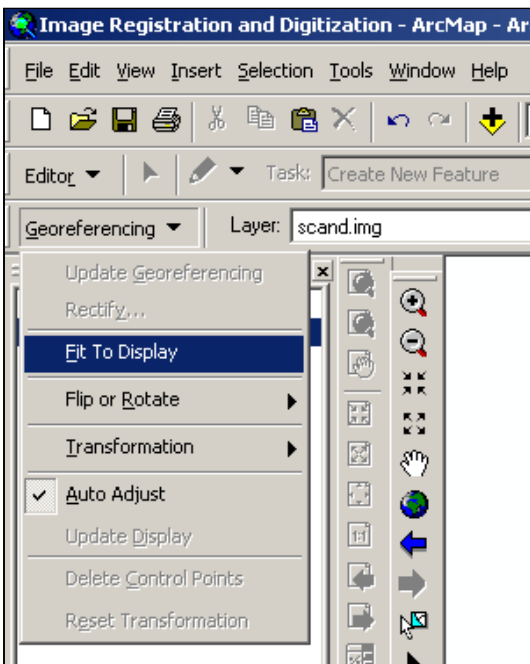 Image Registration and Digitization - ArcMap - Ar
File Edit View Insert Selection Tools Window Help
Editor Task: Create New Feature
Georeferencing Layer: scand.img
Update Georeferencing
Rectify...
Fit To Display
Flip or Rotate
Transformation
Auto Adjust
Update Display
Delete Control Points
Reset Transformation
1:1